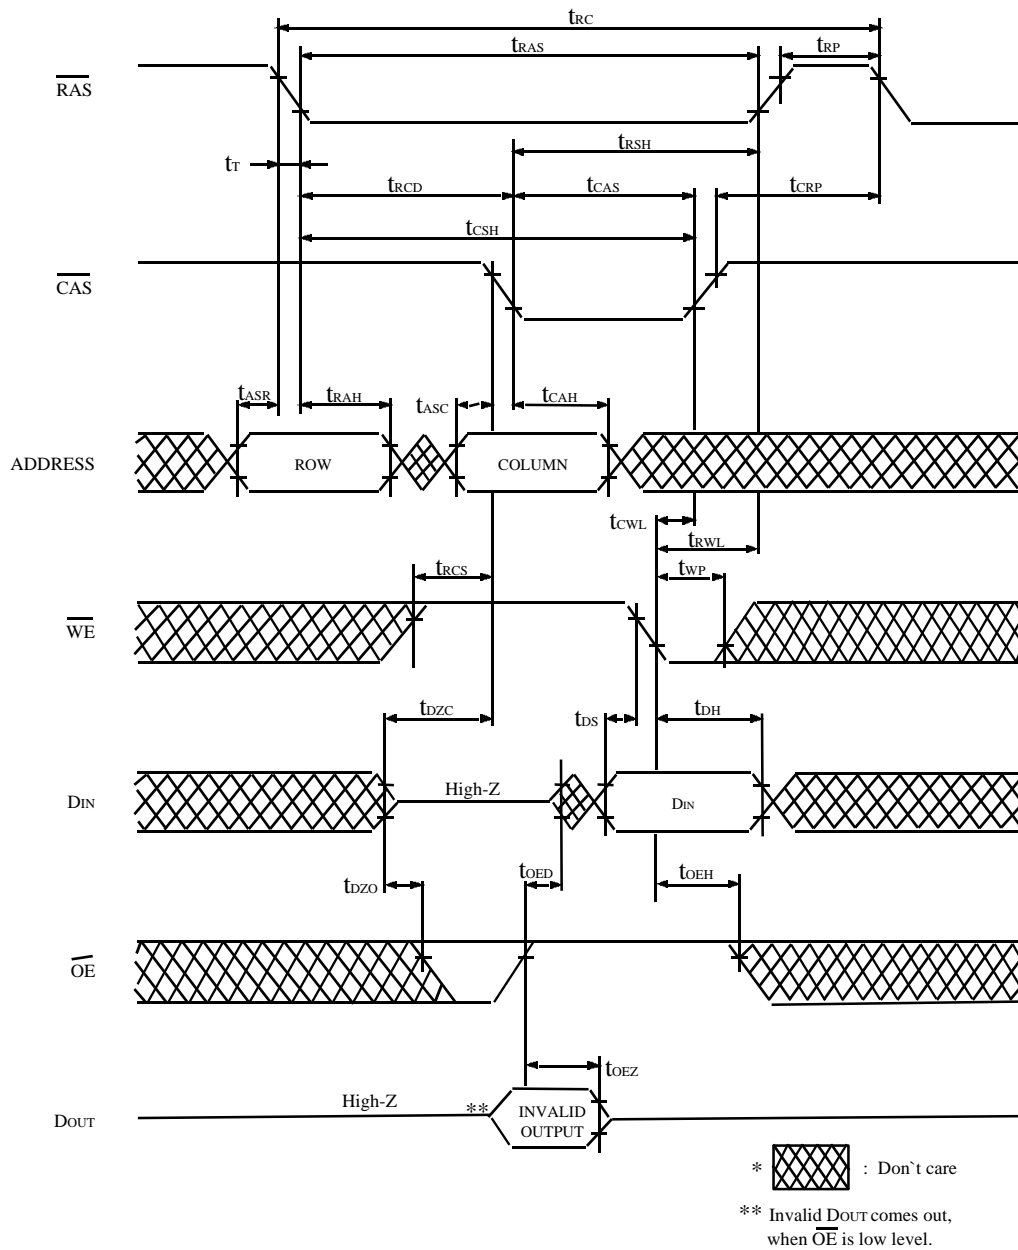 tRC
tRAS
tRP
RAS
tRSH
tT
tRCD
tCAS
tCRP
tCSH
CAS
tASR
tRAH
tASC
tCAH
ADDRESS
ROW
COLUMN
tCWL
tRWL
tRCS
tWP
WE
tDZC
tDS
tDH
High-Z
DIN
DIN
tDZO
tOED
tOEH
OE
tOEZ
High-Z
**
INVALID
OUTPUT
DOUT
* : Don`t care
** Invalid DOUT comes out,
when OE is low level.